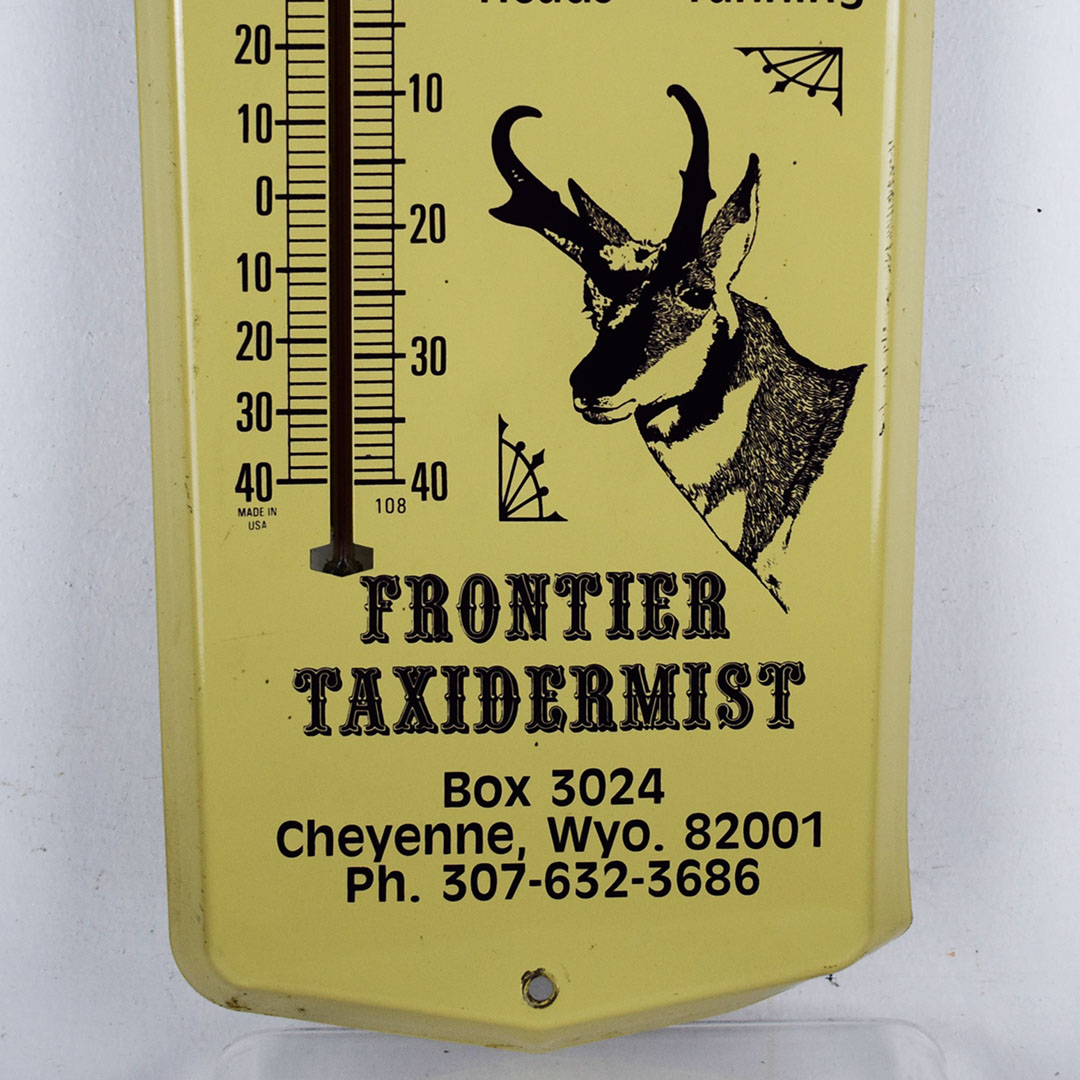 20
10
10
0
20
10
20
30
30
40
40
MADE IN
USA
108
FRONTIER
TAXIDERMIST
Box 3024
Cheyenne, Wyo. 82001
Ph. 307-632-3686